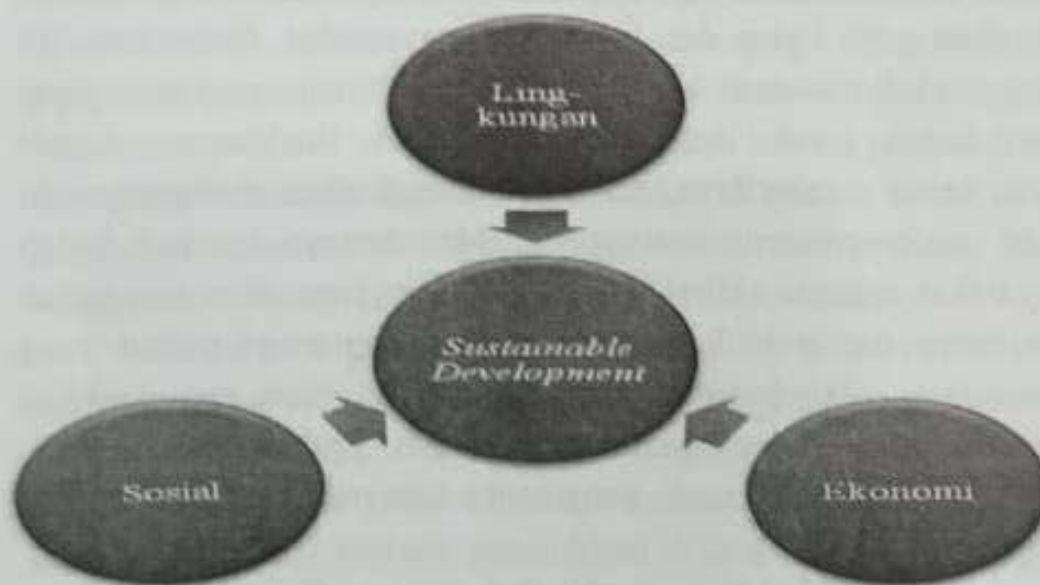 Ling-
kungan
Sustainable
Development
Sosial
Ekonomi